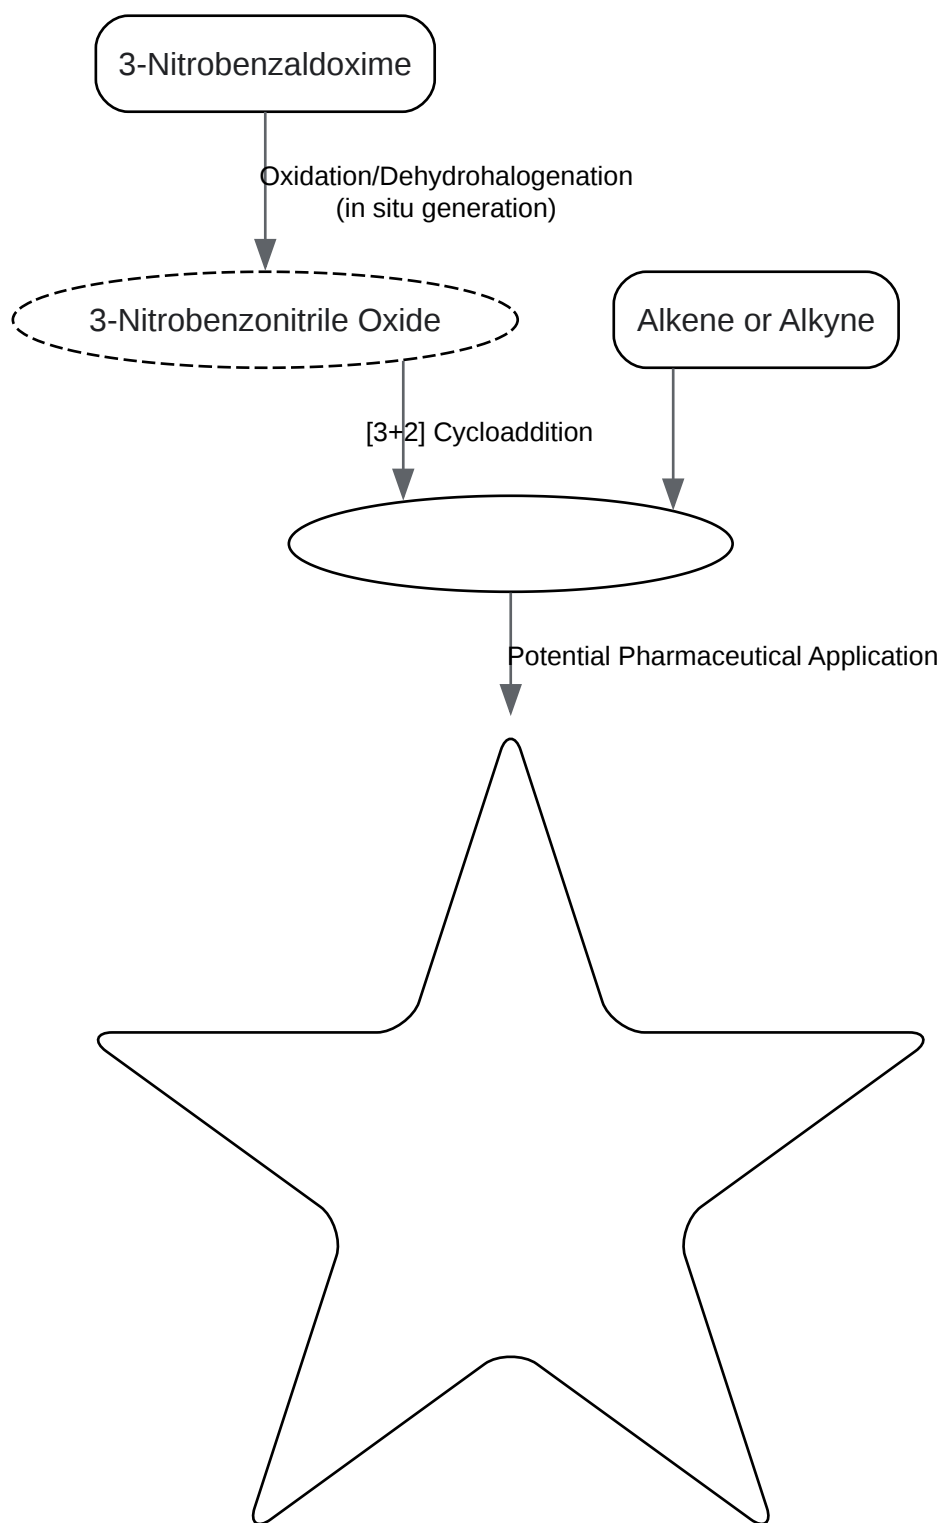 3-Nitrobenzaldoxime
Oxidation/Dehydrohalogenation
(in situ generation)
3-Nitrobenzonitrile Oxide
Alkene or Alkyne
[3+2] Cycloaddition
Potential Pharmaceutical Application